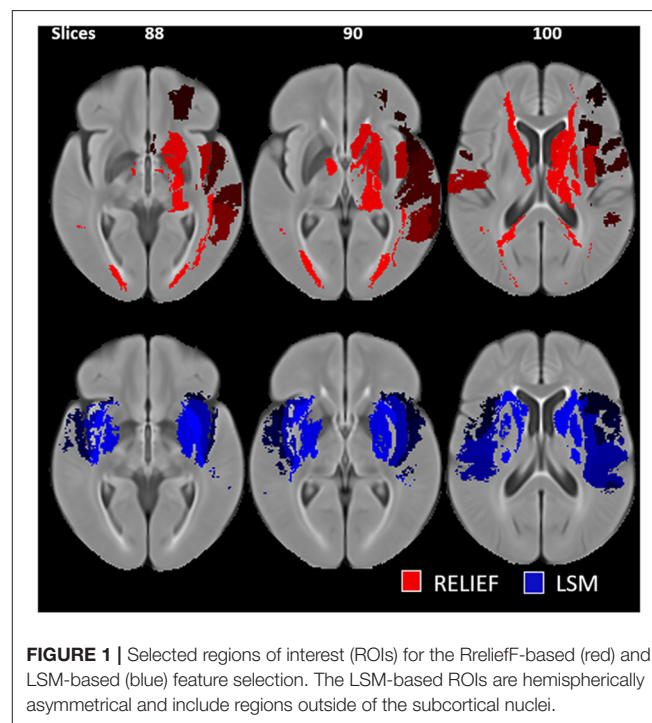 Slices 88 90 100
RELIEF LSM
FIGURE 1 | Selected regions of interest (ROIs) for the RreliefF-based (red) and
LSM-based (blue) feature selection. The LSM-based ROIs are hemispherically
asymmetrical and include regions outside of the subcortical nuclei.